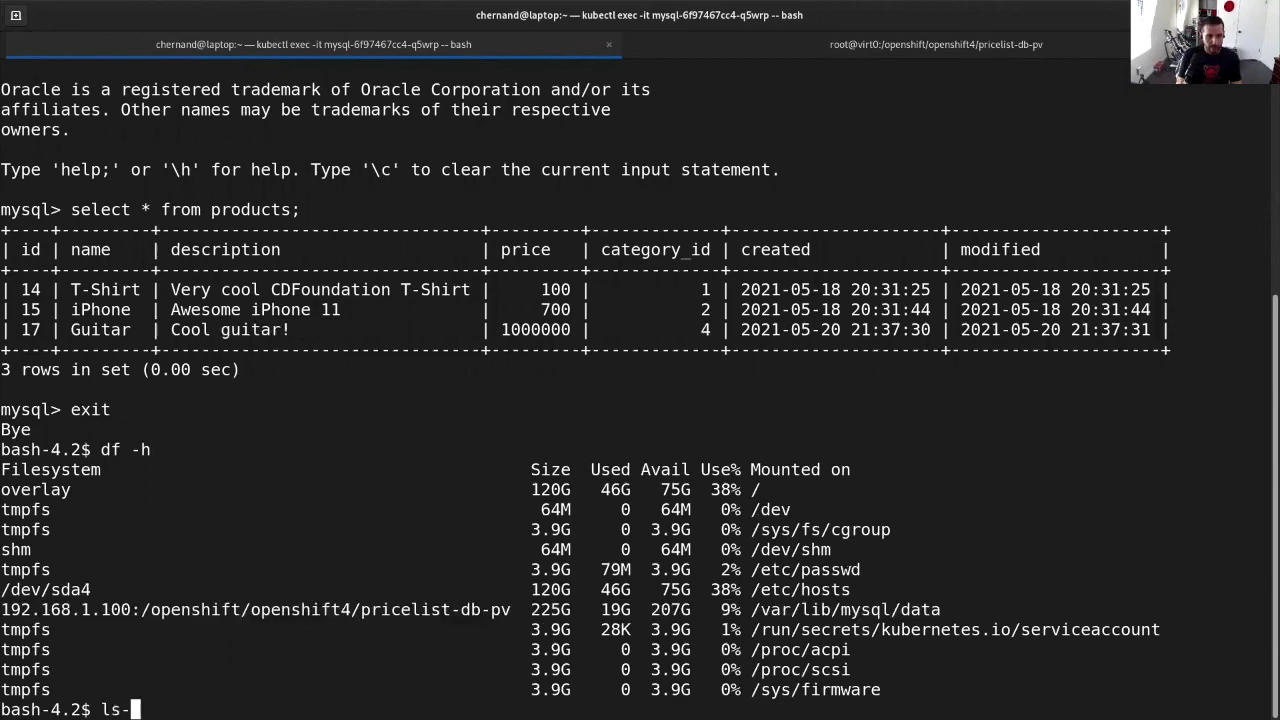 chernand@laptop:~ — kubectl exec -it mysql-6f97467cc4-q5wrp -- bash
chernand@laptop:~ — kubectl exec -it mysql-6f97467cc4-q5wrp -- bash × root@virt0:/openshift/openshift4/pricelist-db-pv
Oracle is a registered trademark of Oracle Corporation and/or its
affiliates. Other names may be trademarks of their respective
owners.
Type 'help;' or '\h' for help. Type '\c' to clear the current input statement.
mysql> select * from products;
+----+---------+--------------------------------+---------+-------------+---------------------+---------------------+
| id | name    | description                    | price   | category_id | created             | modified            |
+----+---------+--------------------------------+---------+-------------+---------------------+---------------------+
| 14 | T-Shirt | Very cool CDFoundation T-Shirt |     100 |           1 | 2021-05-18 20:31:25 | 2021-05-18 20:31:25 |
| 15 | iPhone  | Awesome iPhone 11              |     700 |           2 | 2021-05-18 20:31:44 | 2021-05-18 20:31:44 |
| 17 | Guitar  | Cool guitar!                   | 1000000 |           4 | 2021-05-20 21:37:30 | 2021-05-20 21:37:31 |
+----+---------+--------------------------------+---------+-------------+---------------------+---------------------+
3 rows in set (0.00 sec)
mysql> exit
Bye
bash-4.2$ df -h
Filesystem                                         Size  Used Avail Use% Mounted on
overlay                                            120G   46G   75G  38% /
tmpfs                                               64M     0   64M   0% /dev
tmpfs                                              3.9G     0  3.9G   0% /sys/fs/cgroup
shm                                                 64M     0   64M   0% /dev/shm
tmpfs                                              3.9G   79M  3.9G   2% /etc/passwd
/dev/sda4                                          120G   46G   75G  38% /etc/hosts
192.168.1.100:/openshift/openshift4/pricelist-db-pv  225G   19G  207G   9% /var/lib/mysql/data
tmpfs                                              3.9G   28K  3.9G   1% /run/secrets/kubernetes.io/serviceaccount
tmpfs                                              3.9G     0  3.9G   0% /proc/acpi
tmpfs                                              3.9G     0  3.9G   0% /proc/scsi
tmpfs                                              3.9G     0  3.9G   0% /sys/firmware
bash-4.2$ ls-